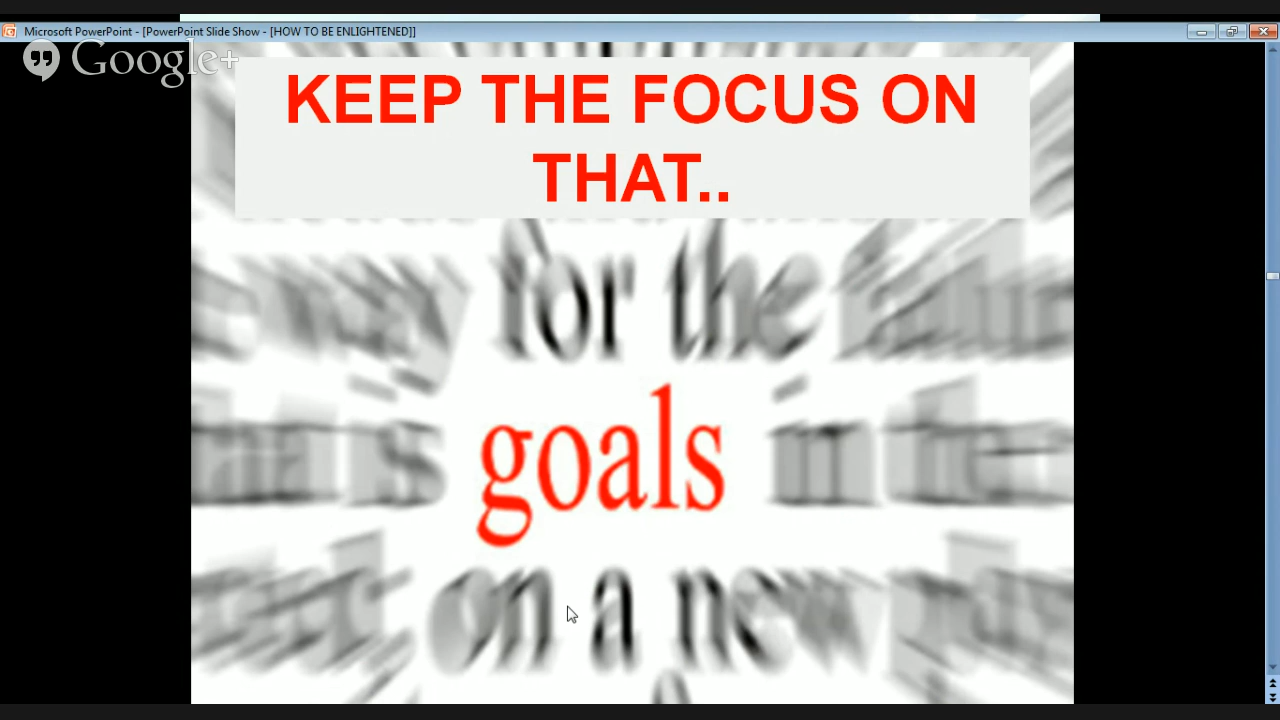 Microsoft PowerPoint - [PowerPoint Slide Show - [HOW TO BE ENLIGHTENED]]
Google+
KEEP THE FOCUS ON
THAT..
for the
goals
on a new